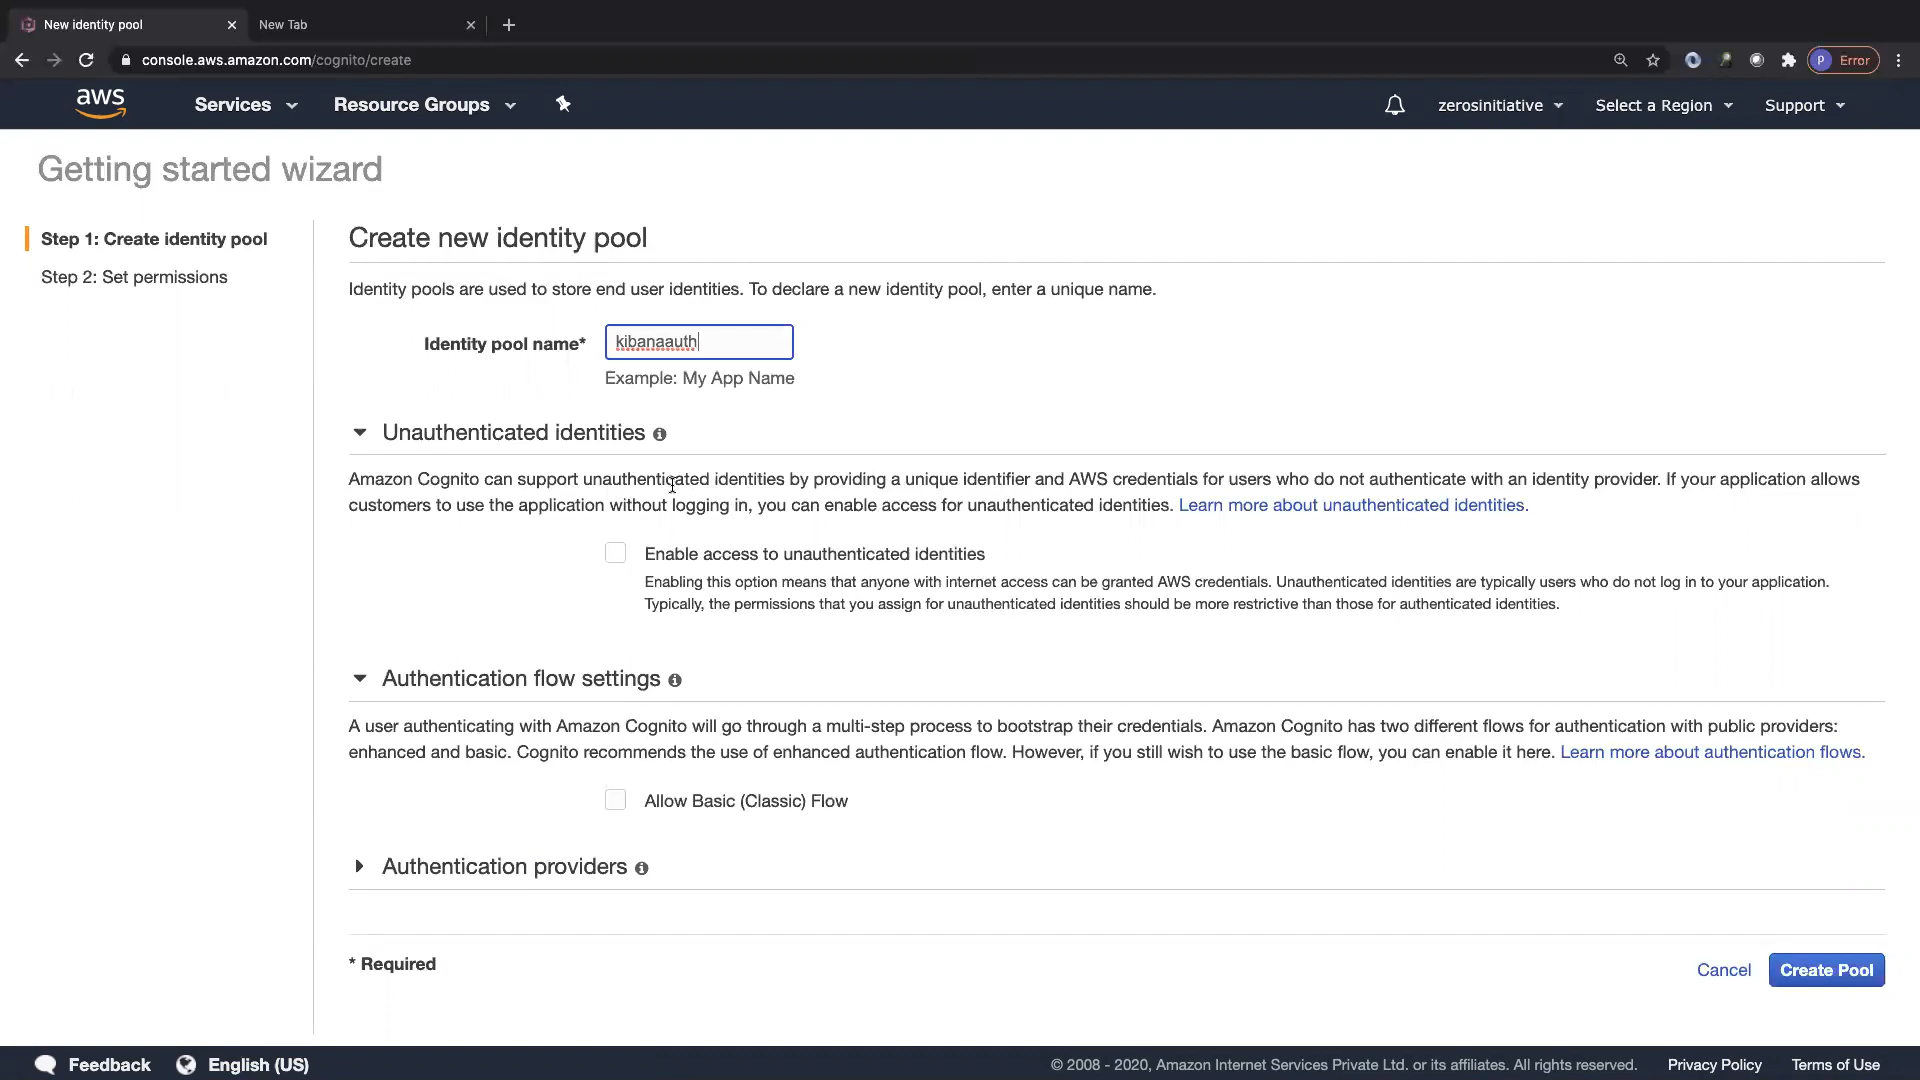 New identity pool
New Tab
console.aws.amazon.com/cognito/create
P Error
aws Services Resource Groups zerosinitiative Select a Region Support
Getting started wizard
Step 1: Create identity pool
Step 2: Set permissions
Create new identity pool
Identity pools are used to store end user identities. To declare a new identity pool, enter a unique name.
Identity pool name* kibanaauth
Example: My App Name
Unauthenticated identities
Amazon Cognito can support unauthenticated identities by providing a unique identifier and AWS credentials for users who do not authenticate with an identity provider. If your application allows
customers to use the application without logging in, you can enable access for unauthenticated identities. Learn more about unauthenticated identities.
Enable access to unauthenticated identities
Enabling this option means that anyone with internet access can be granted AWS credentials. Unauthenticated identities are typically users who do not log in to your application.
Typically, the permissions that you assign for unauthenticated identities should be more restrictive than those for authenticated identities.
Authentication flow settings
A user authenticating with Amazon Cognito will go through a multi-step process to bootstrap their credentials. Amazon Cognito has two different flows for authentication with public providers:
enhanced and basic. Cognito recommends the use of enhanced authentication flow. However, if you still wish to use the basic flow, you can enable it here. Learn more about authentication flows.
Allow Basic (Classic) Flow
Authentication providers
* Required
Cancel Create Pool
Feedback English (US) © 2008 - 2020, Amazon Internet Services Private Ltd. or its affiliates. All rights reserved. Privacy Policy Terms of Use